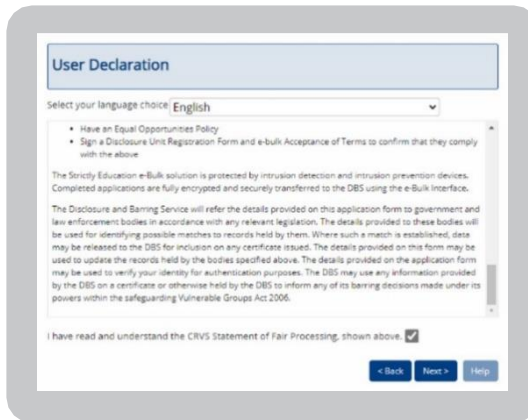 User Declaration
Select your language choice English
• Have an Equal Opportunities Policy
• Sign a Disclosure Unit Registration Form and e-bulk Acceptance of Terms to confirm that they comply
with the above
The Strictly Education e-Bulk solution is protected by intrusion detection and intrusion prevention devices.
Completed applications are fully encrypted and securely transferred to the DBS using the e-Bulk Interface.
The Disclosure and Barring Service will refer the details provided on this application form to government and
law enforcement bodies in accordance with any relevant legislation. The details provided to these bodies will
be used for identifying possible matches to records held by them. Where such a match is established, data
may be released to the DBS for inclusion on any certificate issued. The details provided on this form may be
used to update the records held by the bodies specified above. The details provided on the application form
may be used to verify your identity for authentication purposes. The DBS may use any information provided
by the DBS on a certificate or otherwise held by the DBS to inform any of its barring decisions made under its
powers within the safeguarding Vulnerable Groups Act 2006.
I have read and understand the CRVS Statement of Fair Processing, shown above.
< Back Next > Help